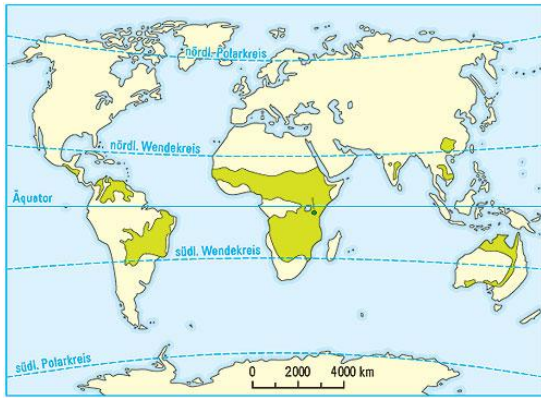 nördl. Polarkreis
nördl. Wendekreis
Äquator
südl. Wendekreis
südl. Polarkreis
0 2000 4000 km